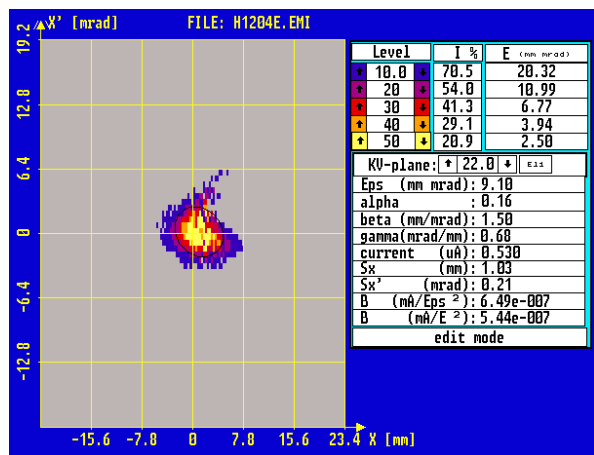 X' [mrad] FILE: H1204E.EMI
19.2
12.8
6.4
0
-6.4
-12.8
-15.6 -7.8 0 7.8 15.6 23.4 X [mm]
Level I % E (mm mrad)
10.0 70.5 20.32
20 54.0 10.99
30 41.3 6.77
40 29.1 3.94
50 20.9 2.50
KV-plane: 22.0 Ell
Eps (mm mrad): 9.10
alpha : 0.16
beta (mm/mrad): 1.50
gamma(mrad/mm): 0.68
current (uA): 0.530
Sx (mm): 1.03
Sx' (mrad): 0.21
B (mA/Eps ²): 6.49e-007
B (mA/E ²): 5.44e-007
edit mode